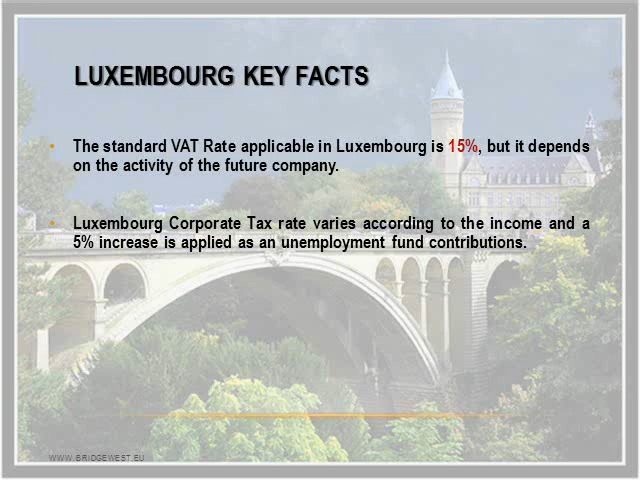 LUXEMBOURG KEY FACTS
• The standard VAT Rate applicable in Luxembourg is 15%, but it depends
on the activity of the future company.
• Luxembourg Corporate Tax rate varies according to the income and a
5% increase is applied as an unemployment fund contributions.
WWW.BRIDGEWEST.EU